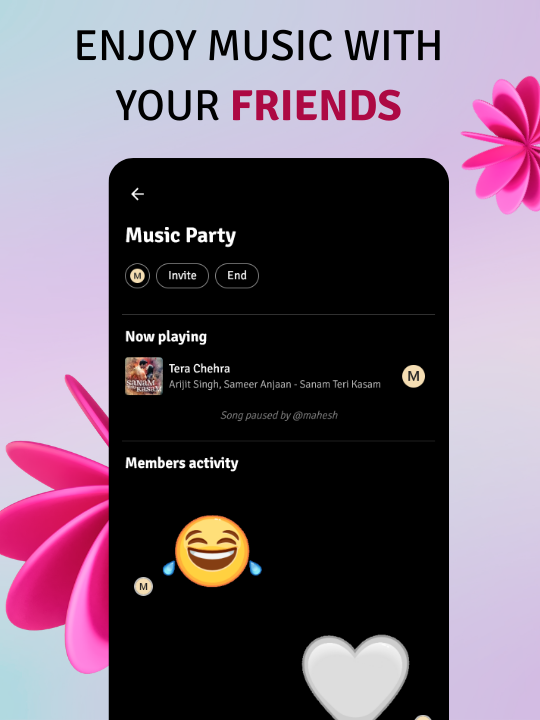 ENJOY MUSIC WITH
YOUR FRIENDS
Music Party
M Invite End
Now playing
SANAM
TERI
KASAM
Tera Chehra
Arijit Singh, Sameer Anjaan - Sanam Teri Kasam
M
Song paused by @mahesh
Members activity
M